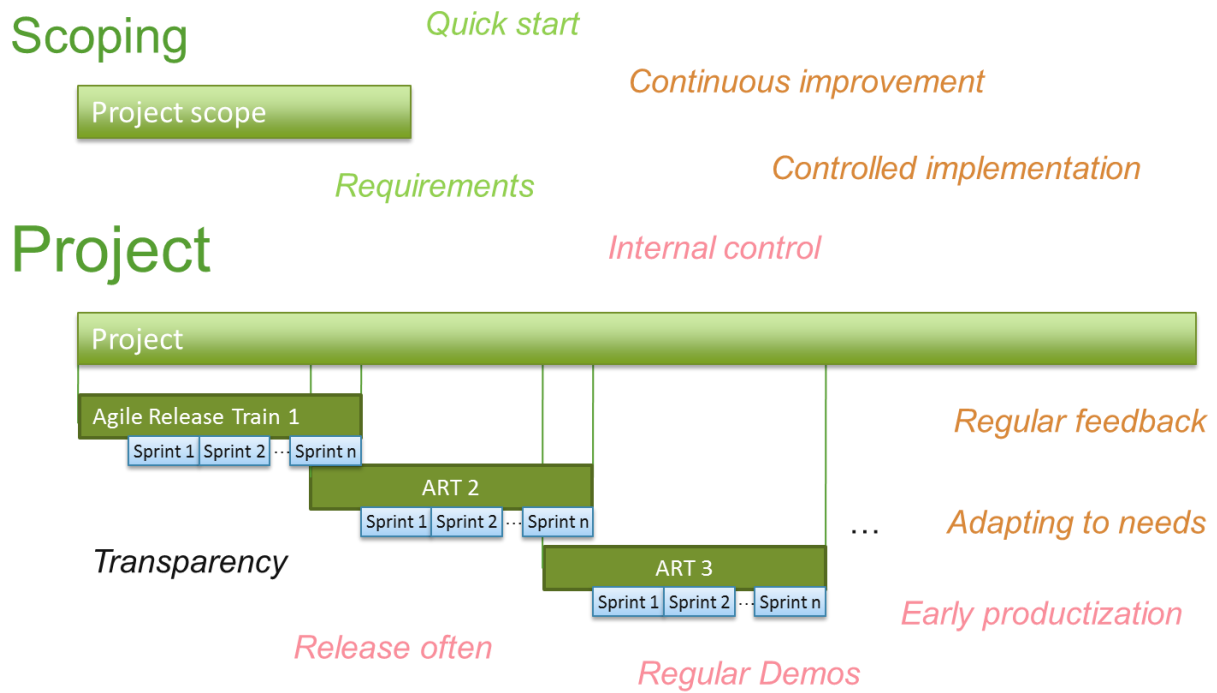 Scoping
Quick start
Continuous improvement
Project scope
Controlled implementation
Requirements
Project
Internal control
Project
Agile Release Train 1
Regular feedback
Sprint 1 Sprint 2 ... Sprint n
ART 2
Sprint 1 Sprint 2 ... Sprint n
...
Adapting to needs
Transparency
ART 3
Sprint 1 Sprint 2 ... Sprint n
Early productization
Release often
Regular Demos